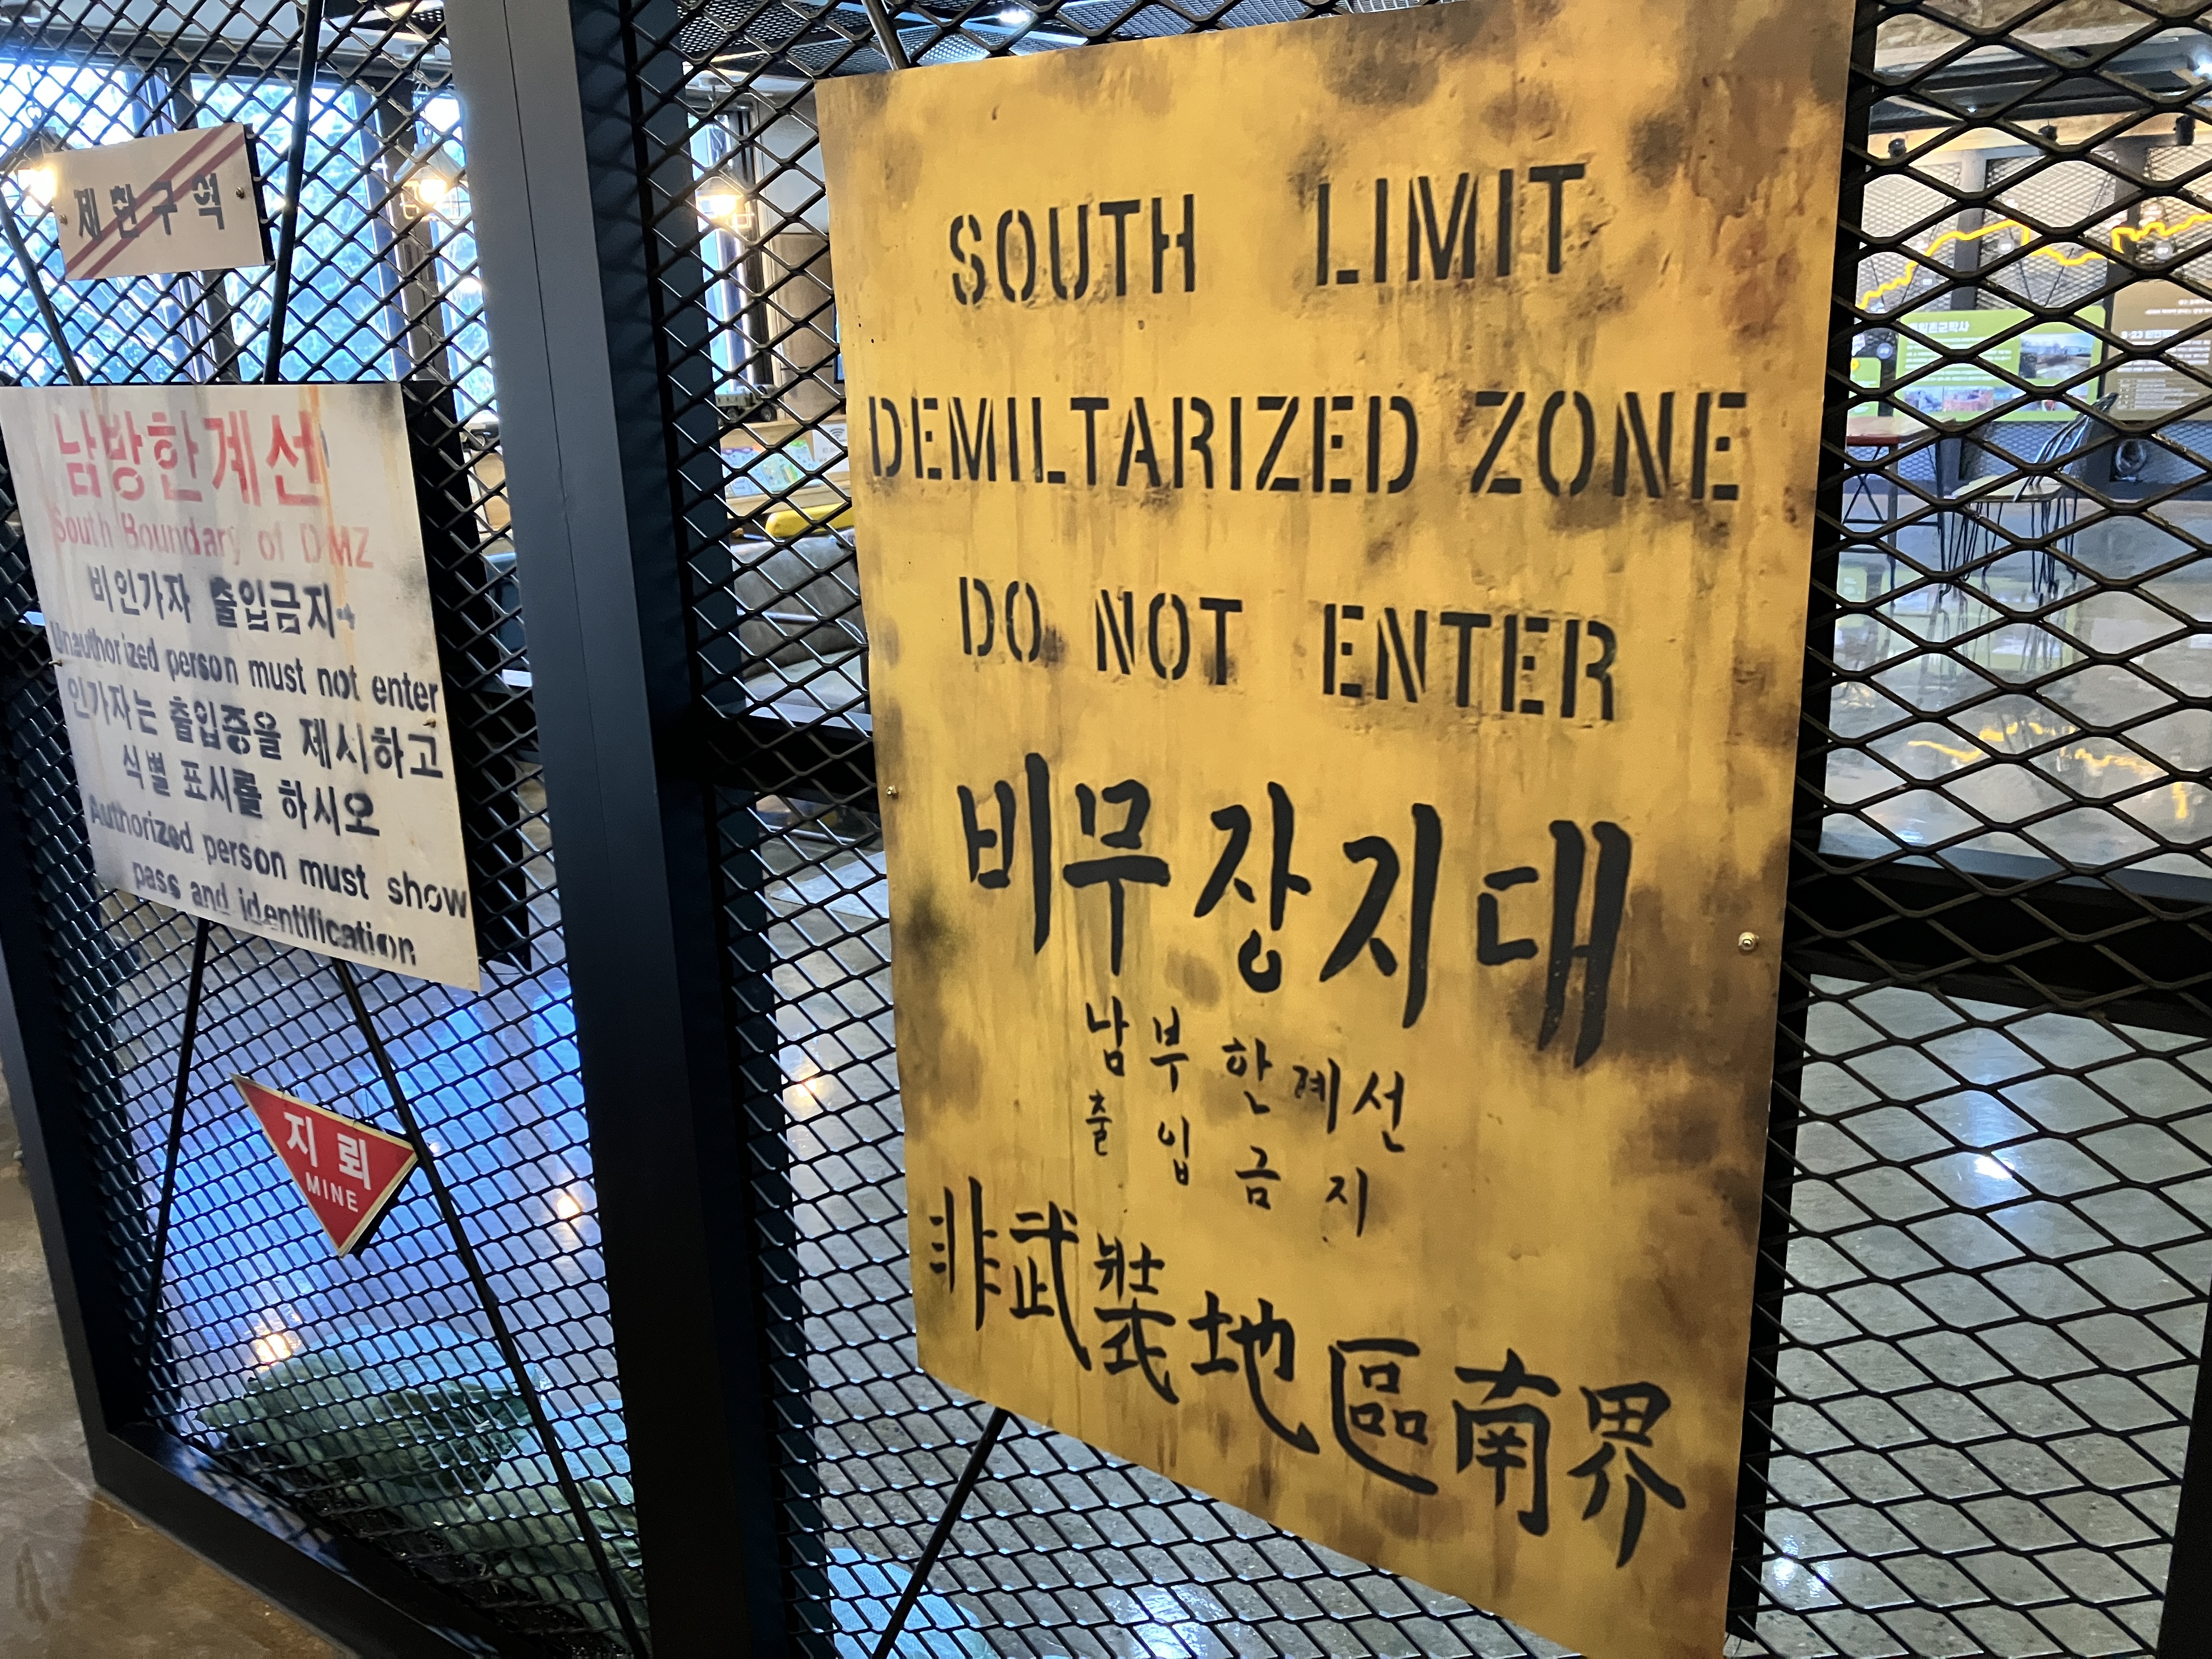 제한구역
남방한계선
South Boundary of DMZ
비인가자 출입금지
Unauthorized person must not enter
인가자는 출입증을 제시하고
식별 표시를 하시오
Authorized person must show
pass and identification
지뢰
MINE
SOUTH LIMIT
DEMILTARIZED ZONE
DO NOT ENTER
비무장지대
남부한계선
출입금지
非武裝地區南界